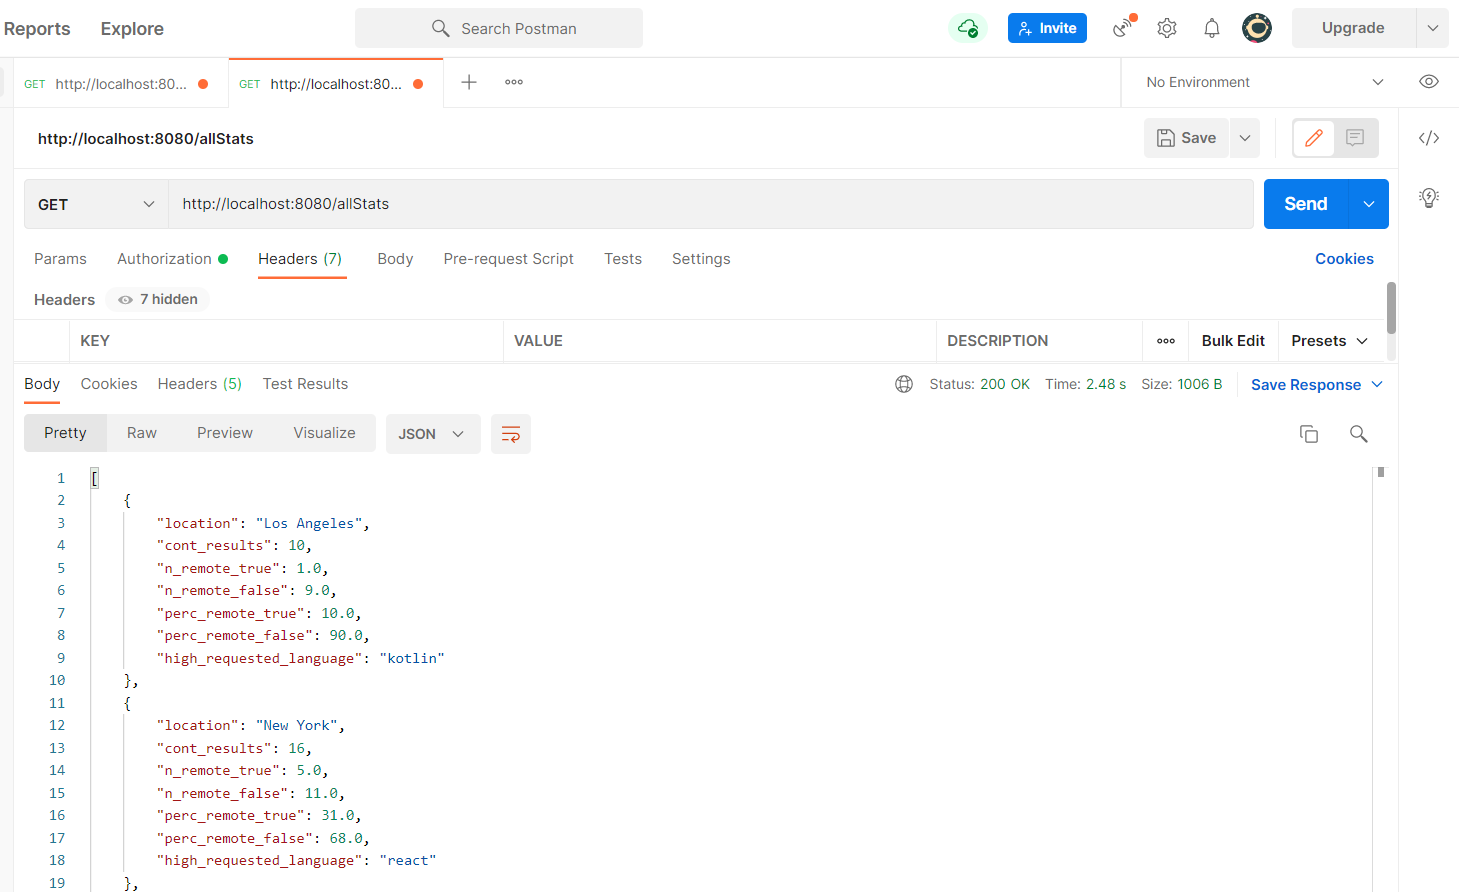 Reports Explore Search Postman Invite Upgrade
GET http://localhost:80... GET http://localhost:80... No Environment
http://localhost:8080/allStats Save
GET http://localhost:8080/allStats Send
Params Authorization Headers (7) Body Pre-request Script Tests Settings Cookies
Headers 7 hidden
KEY VALUE DESCRIPTION Bulk Edit Presets
Body Cookies Headers (5) Test Results Status: 200 OK Time: 2.48 s Size: 1006 B Save Response
Pretty Raw Preview Visualize JSON
1 [
2 {
3 "location": "Los Angeles",
4 "cont_results": 10,
5 "n_remote_true": 1.0,
6 "n_remote_false": 9.0,
7 "perc_remote_true": 10.0,
8 "perc_remote_false": 90.0,
9 "high_requested_language": "kotlin"
10 },
11 {
12 "location": "New York",
13 "cont_results": 16,
14 "n_remote_true": 5.0,
15 "n_remote_false": 11.0,
16 "perc_remote_true": 31.0,
17 "perc_remote_false": 68.0,
18 "high_requested_language": "react"
19 },